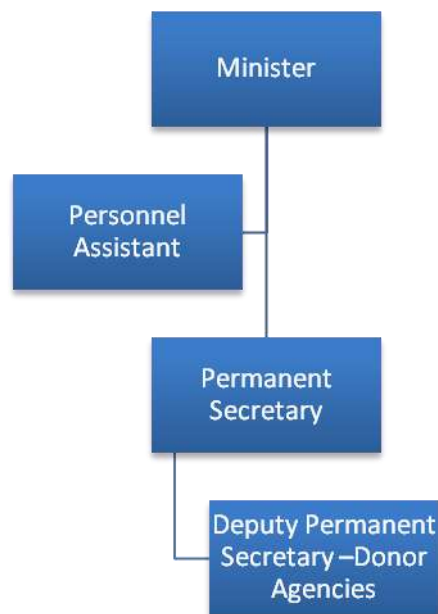 Minister
Personnel
Assistant
Permanent
Secretary
Deputy Permanent
Secretary –Donor
Agencies